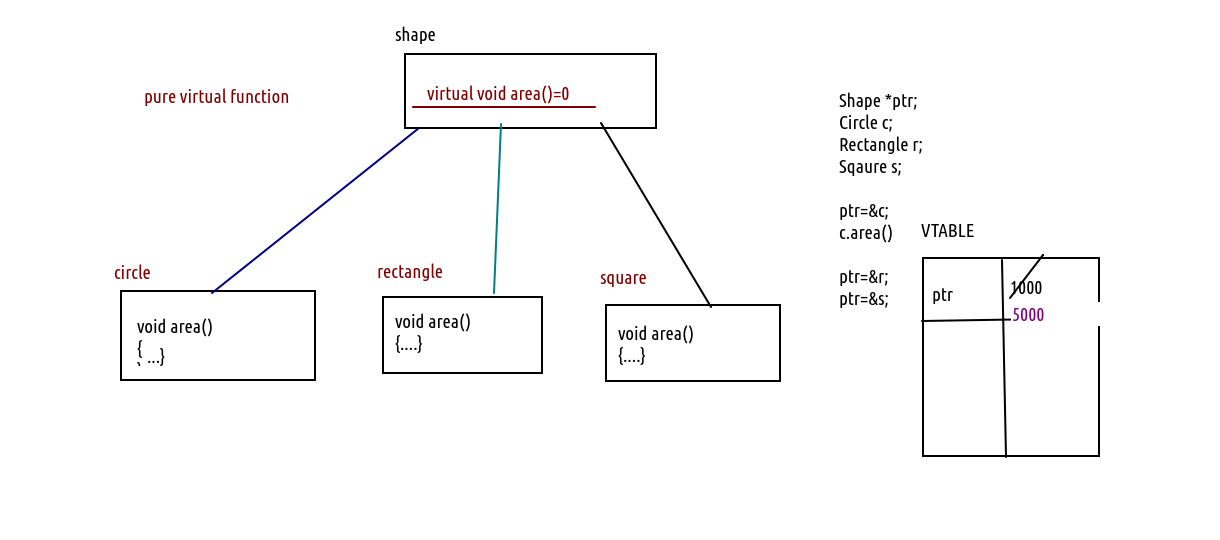 shape
virtual void area()=0
pure virtual function
circle
void area()
{
` ...}
rectangle
void area()
{....}
square
void area()
{....}
Shape *ptr;
Circle c;
Rectangle r;
Sqaure s;
ptr=&c;
c.area()
ptr=&r;
ptr=&s;
VTABLE
ptr
1000
5000